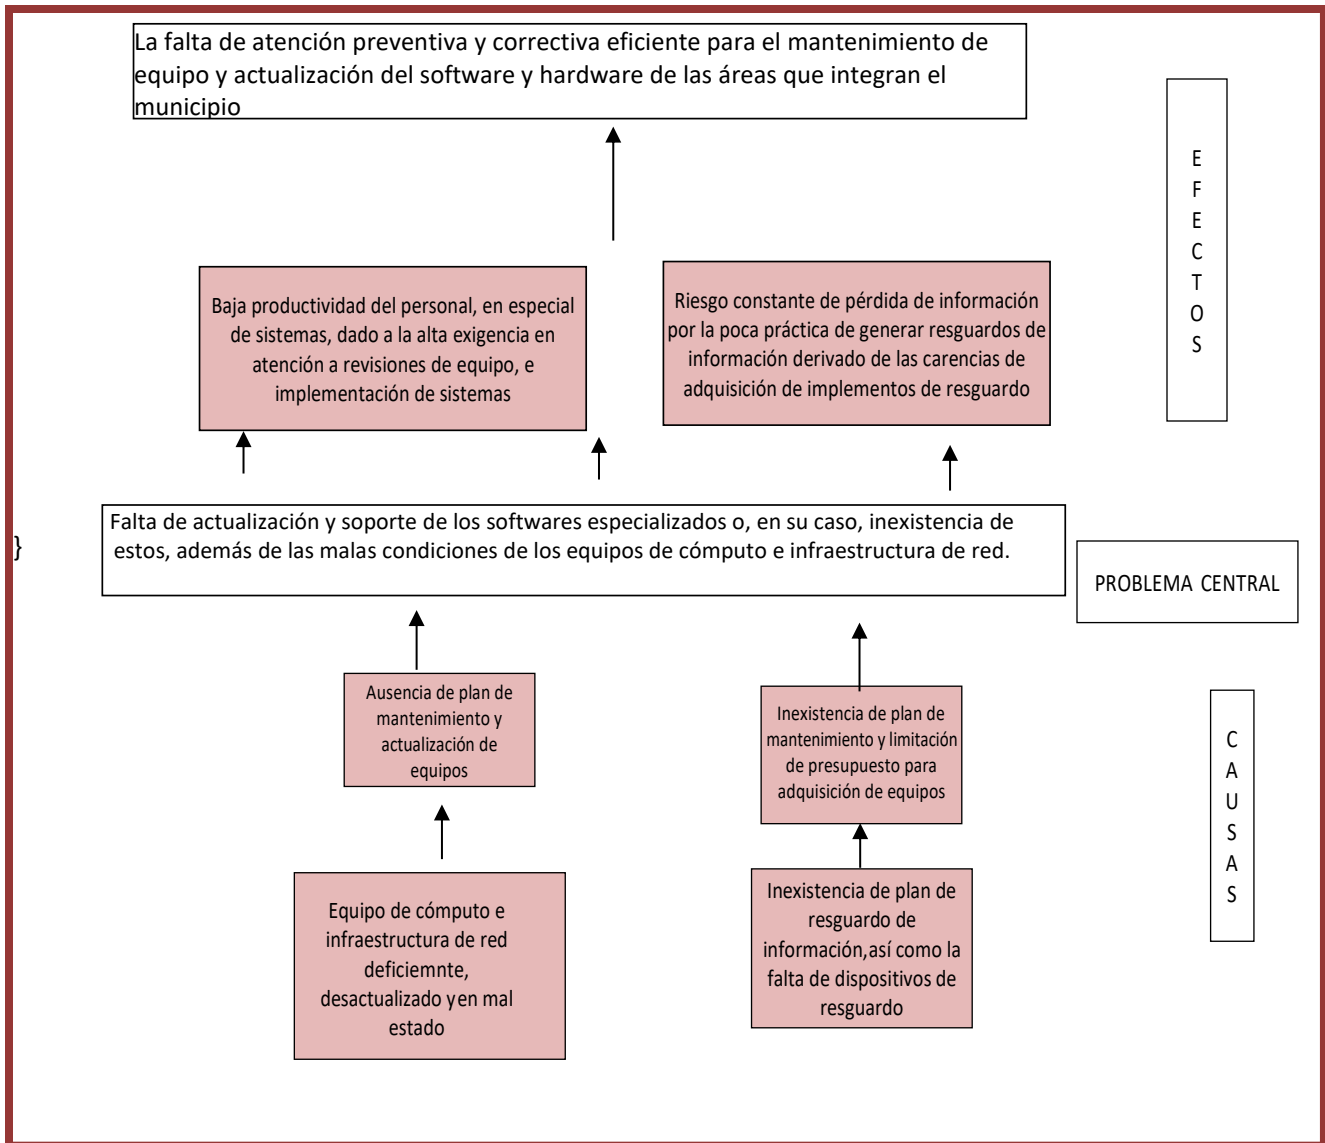 La falta de atención preventiva y correctiva eficiente para el mantenimiento de
equipo y actualización del software y hardware de las áreas que integran el
municipio
E
F
E
C
T
O
S
Baja productividad del personal, en especial
de sistemas, dado a la alta exigencia en
atención a revisiones de equipo, e
implementación de sistemas
Riesgo constante de pérdida de información
por la poca práctica de generar resguardos de
información derivado de las carencias de
adquisición de implementos de resguardo
}
Falta de actualización y soporte de los softwares especializados o, en su caso, inexistencia de
estos, además de las malas condiciones de los equipos de cómputo e infraestructura de red.
PROBLEMA CENTRAL
Ausencia de plan de
mantenimiento y
actualización de
equipos
Inexistencia de plan de
mantenimiento y limitación
de presupuesto para
adquisición de equipos
C
A
U
S
A
S
Equipo de cómputo e
infraestructura de red
deficiemnte,
desactualizado y en mal
estado
Inexistencia de plan de
resguardo de
información, así como la
falta de dispositivos de
resguardo